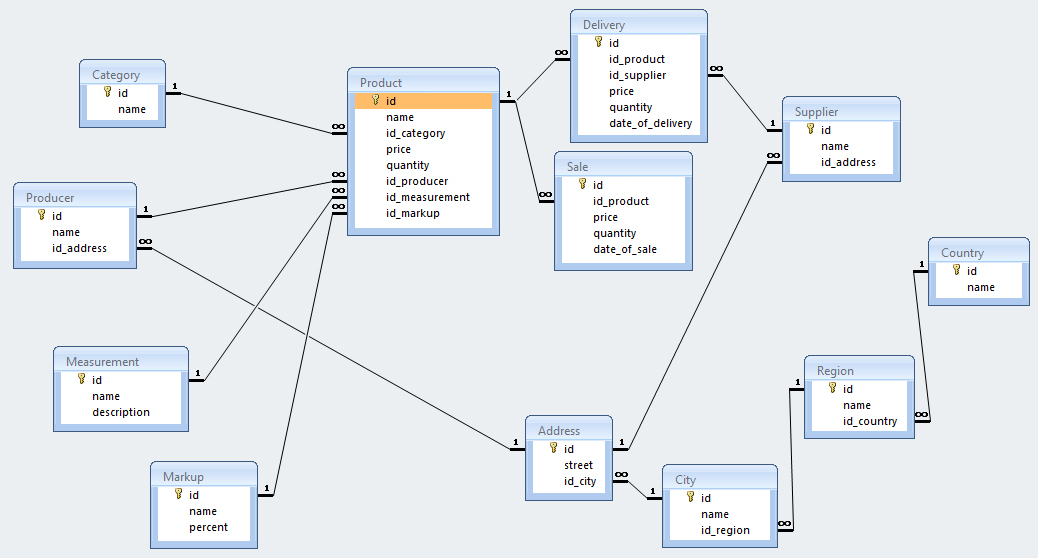 Category
id
name
Product
id
name
id_category
price
quantity
id_producer
id_measurement
id_markup
Delivery
id
id_product
id_supplier
price
quantity
date_of_delivery
Supplier
id
name
id_address
Sale
id
id_product
price
quantity
date_of_sale
Producer
id
name
id_address
Country
id
name
Measurement
id
name
description
Region
id
name
id_country
Address
id
street
id_city
Markup
id
name
percent
City
id
name
id_region
1
∞
1
∞
1
∞
1
∞
1
∞
∞
1
∞
1
∞
1
∞
1
∞
1
∞
1
∞